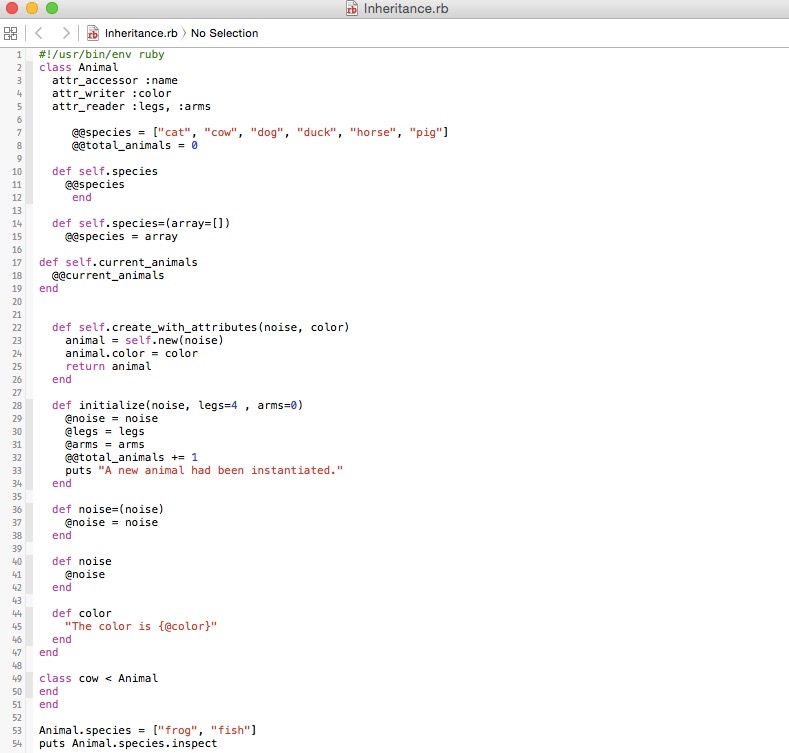 Inheritance.rb
Inheritance.rb 〉 No Selection
1 #!/usr/bin/env ruby
2 class Animal
3   attr_accessor :name
4   attr_writer :color
5   attr_reader :legs, :arms
6
7      @@species = ["cat", "cow", "dog", "duck", "horse", "pig"]
8      @@total_animals = 0
9
10   def self.species
11     @@species
12      end
13
14   def self.species=(array=[])
15     @@species = array
16
17 def self.current_animals
18   @@current_animals
19 end
20
21
22   def self.create_with_attributes(noise, color)
23     animal = self.new(noise)
24     animal.color = color
25     return animal
26   end
27
28   def initialize(noise, legs=4 , arms=0)
29     @noise = noise
30     @legs = legs
31     @arms = arms
32     @@total_animals += 1
33     puts "A new animal had been instantiated."
34   end
35
36   def noise=(noise)
37     @noise = noise
38   end
39
40   def noise
41     @noise
42   end
43
44   def color
45     "The color is {@color}"
46   end
47 end
48
49 class cow < Animal
50 end
51 end
52
53 Animal.species = ["frog", "fish"]
54 puts Animal.species.inspect